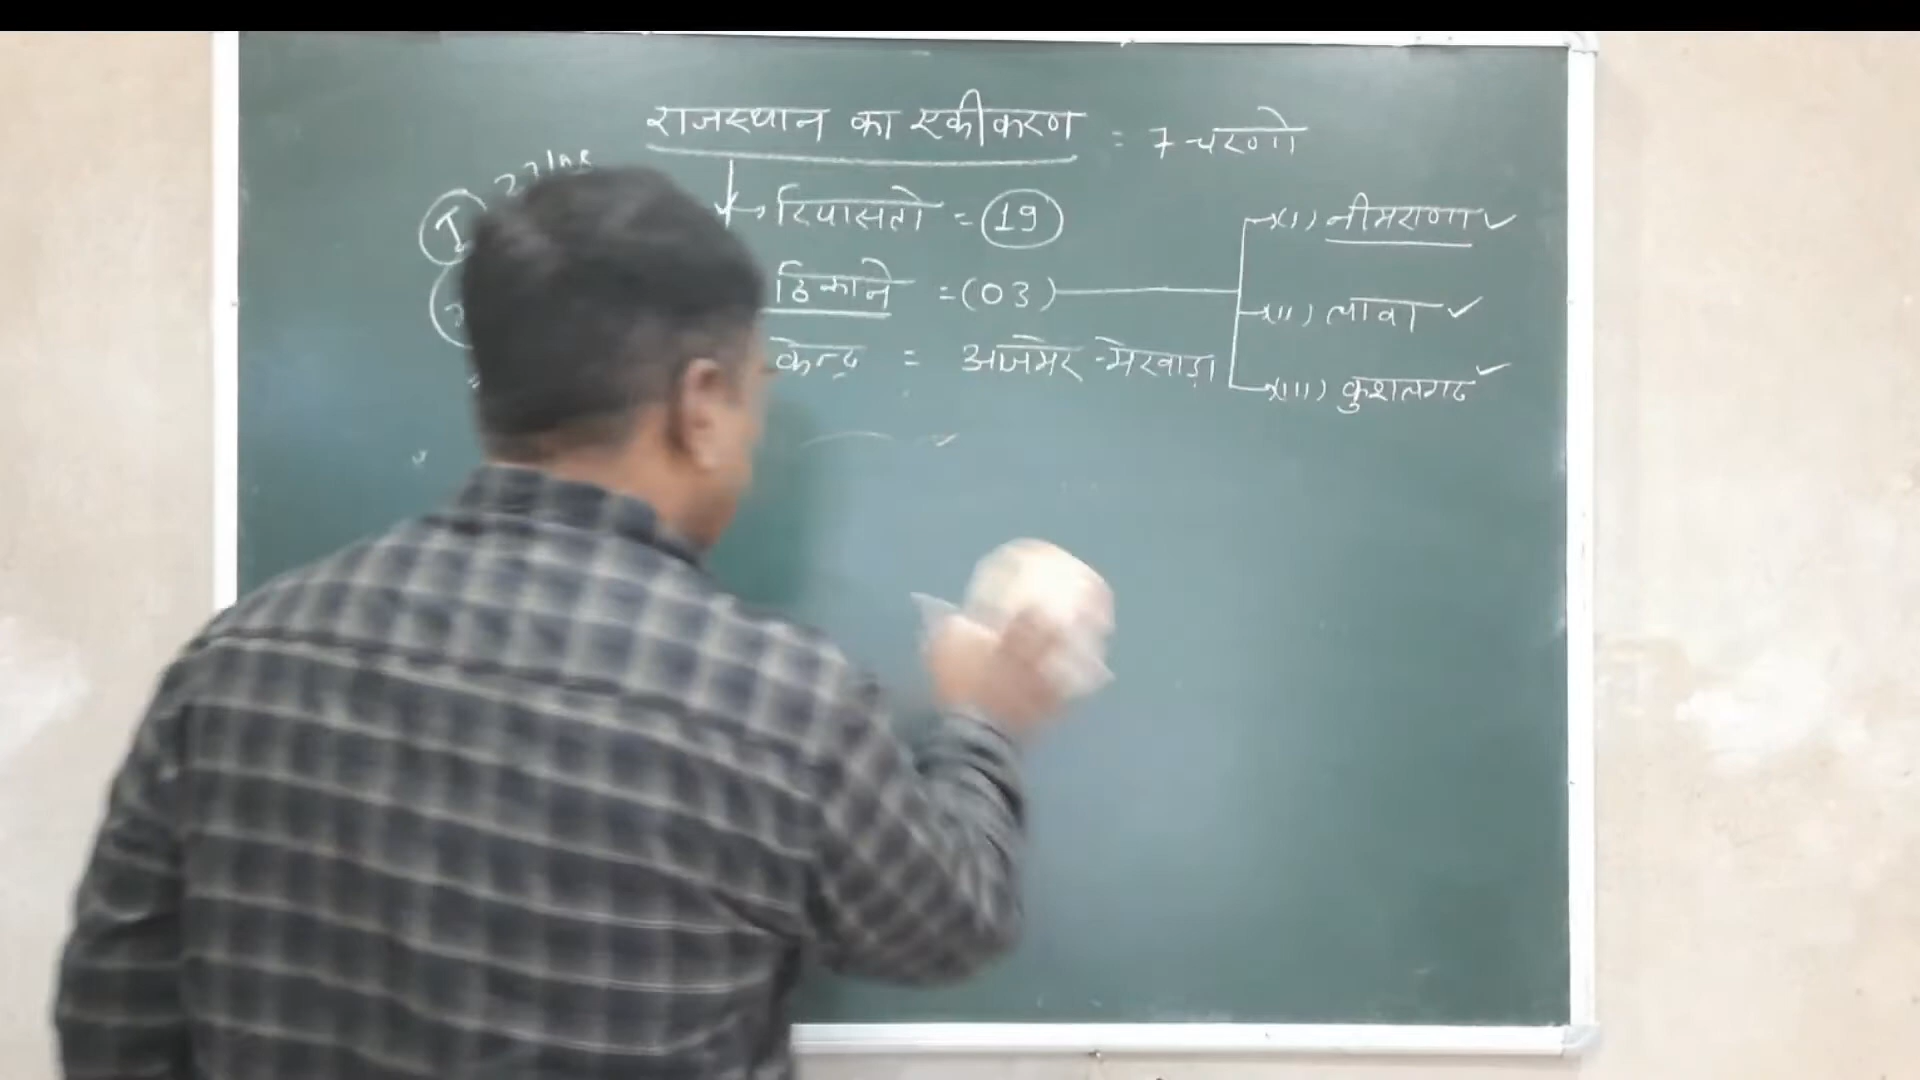 राजस्थान का एकीकरण = 7 चरणो
I
रियासतो = 19
ठिकाने = (03)
केन्द्र = अजमेर-मेरवाड़ा
(I) नीमराणा ✓
(II) लावा ✓
(III) कुशलगढ ✓